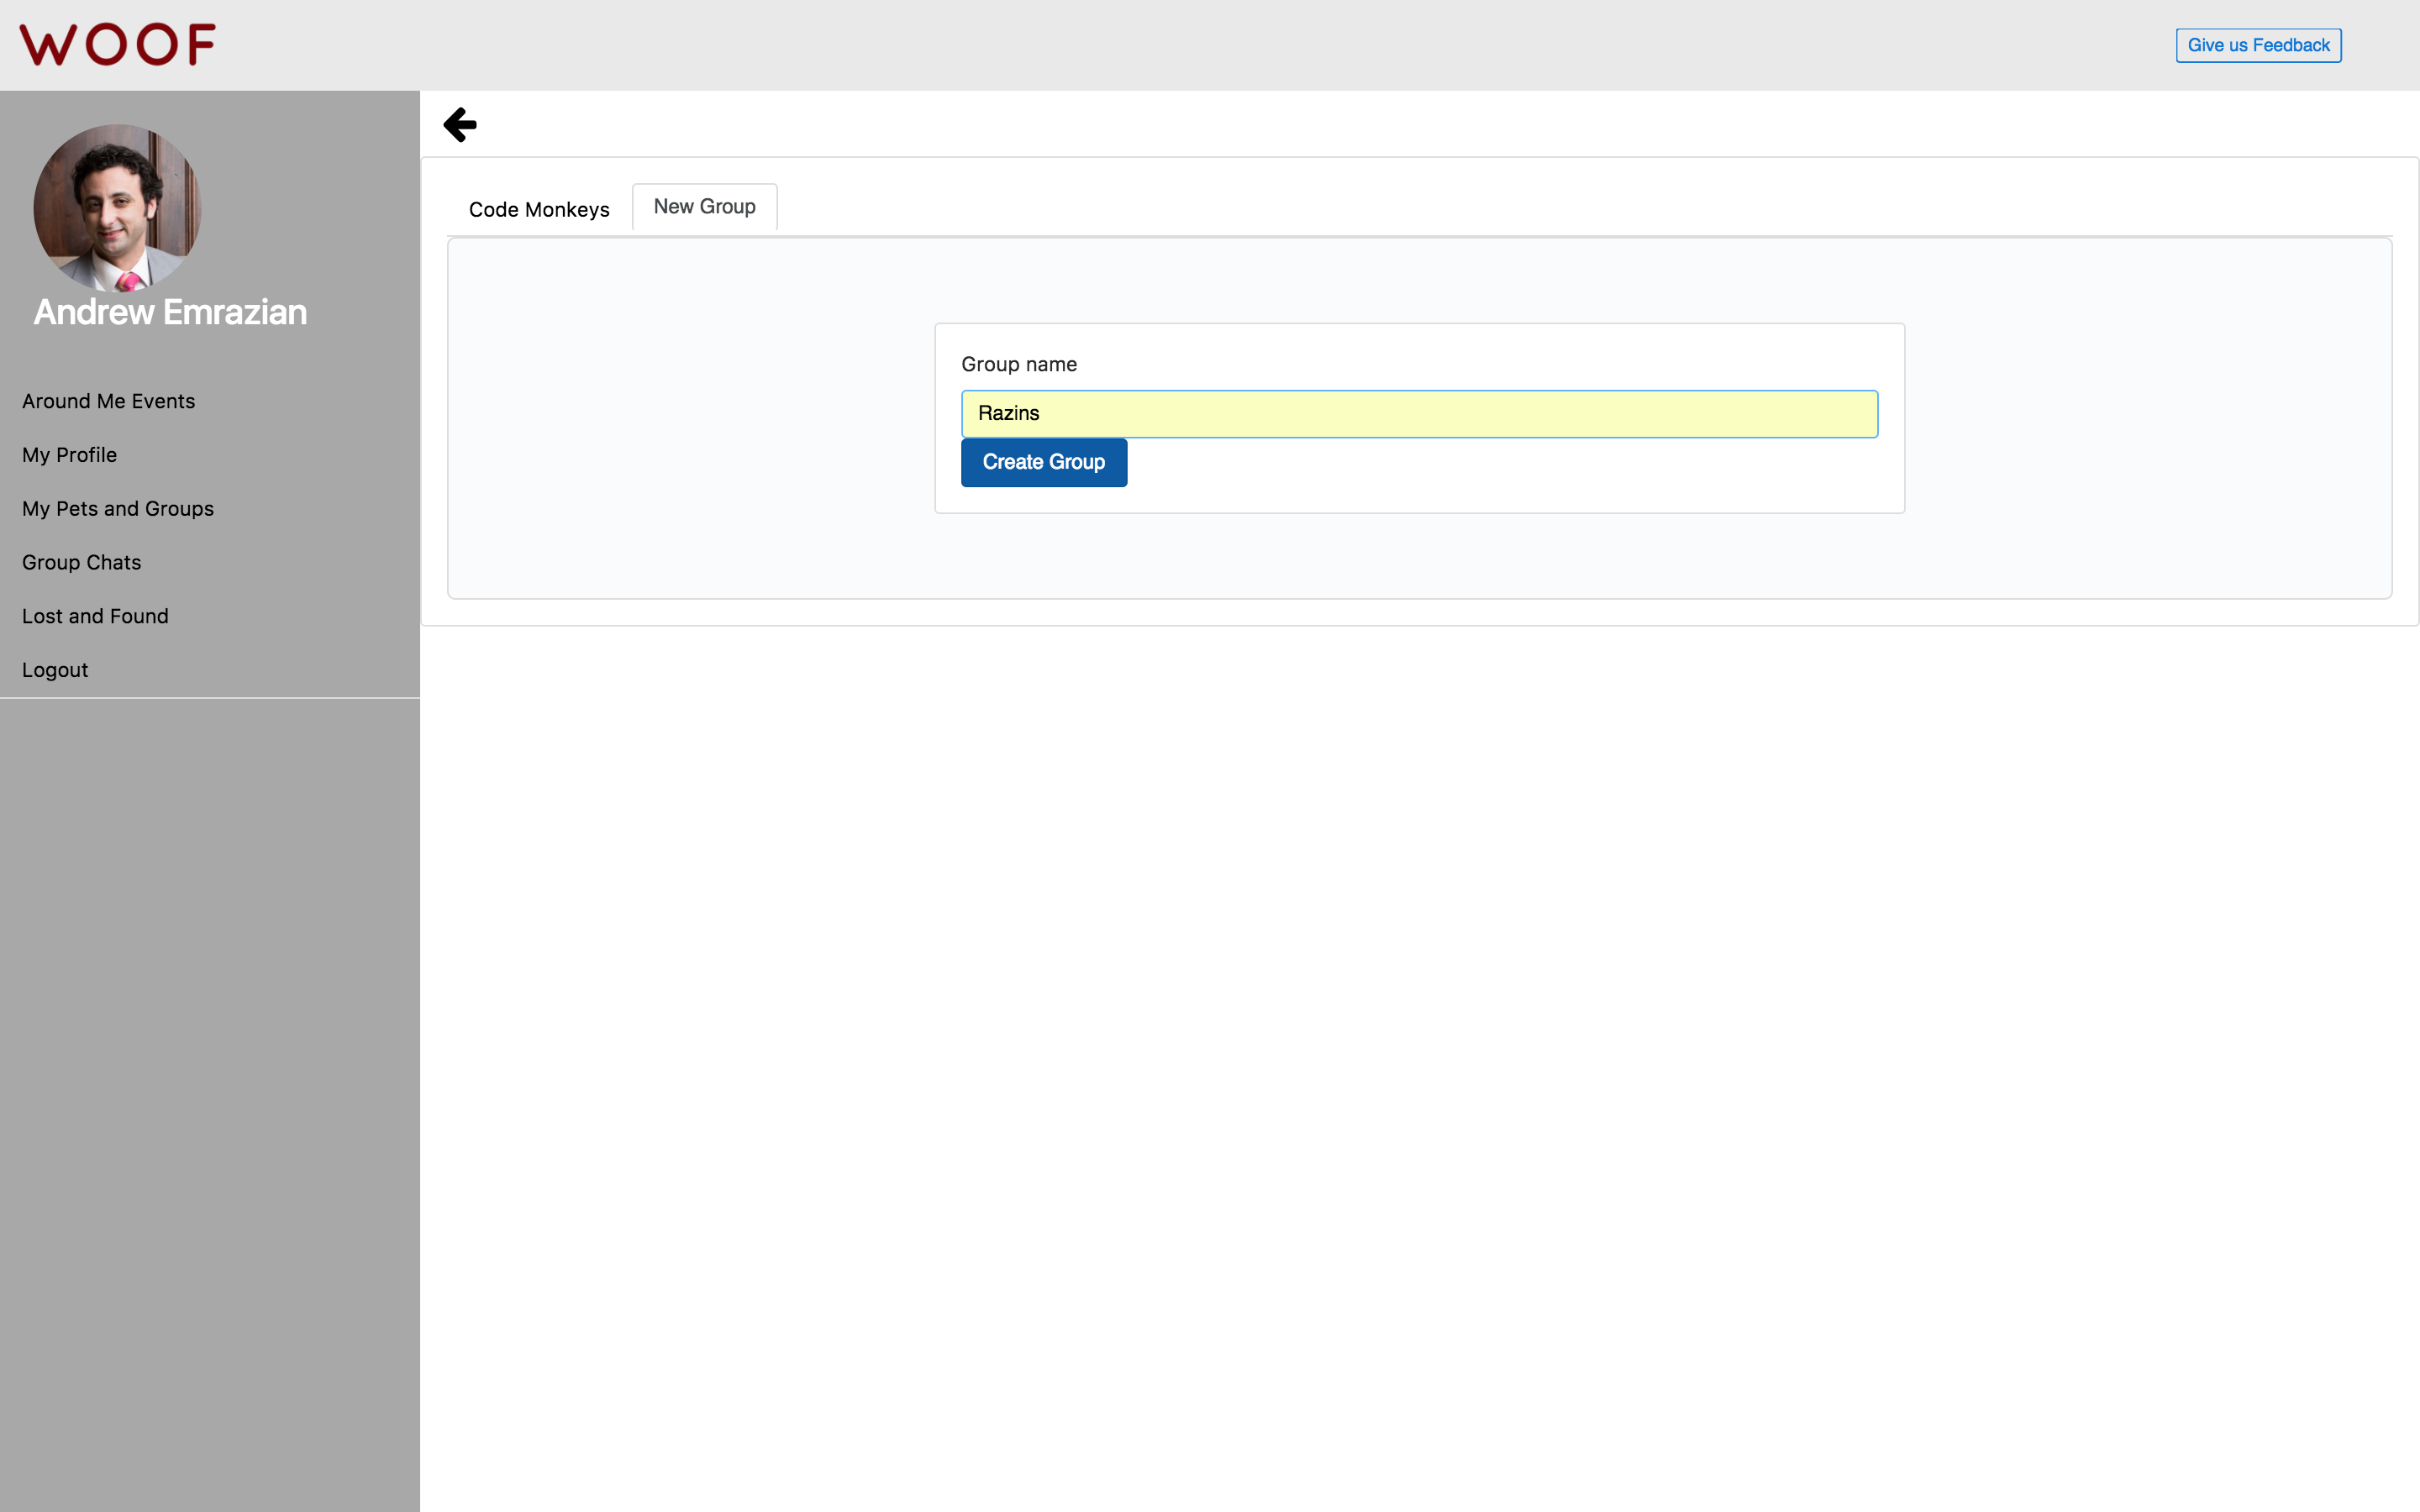 WOOF
Give us Feedback
Andrew Emrazian
Around Me Events
My Profile
My Pets and Groups
Group Chats
Lost and Found
Logout
Code Monkeys
New Group
Group name
Razins
Create Group